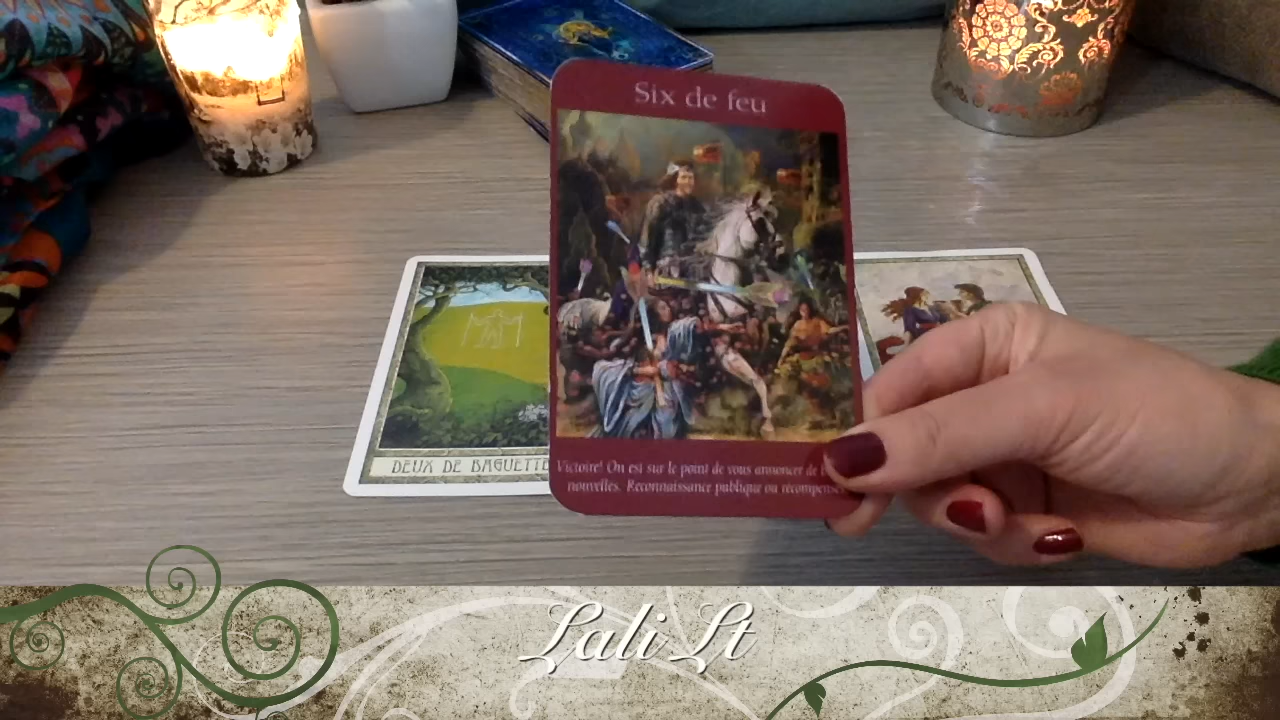 Six de feu
DEUX DE BAGUETTE
Victoire! On est sur le point de vous annoncer de
nouvelles. Reconnaissance publique ou récompense
Lali Lt